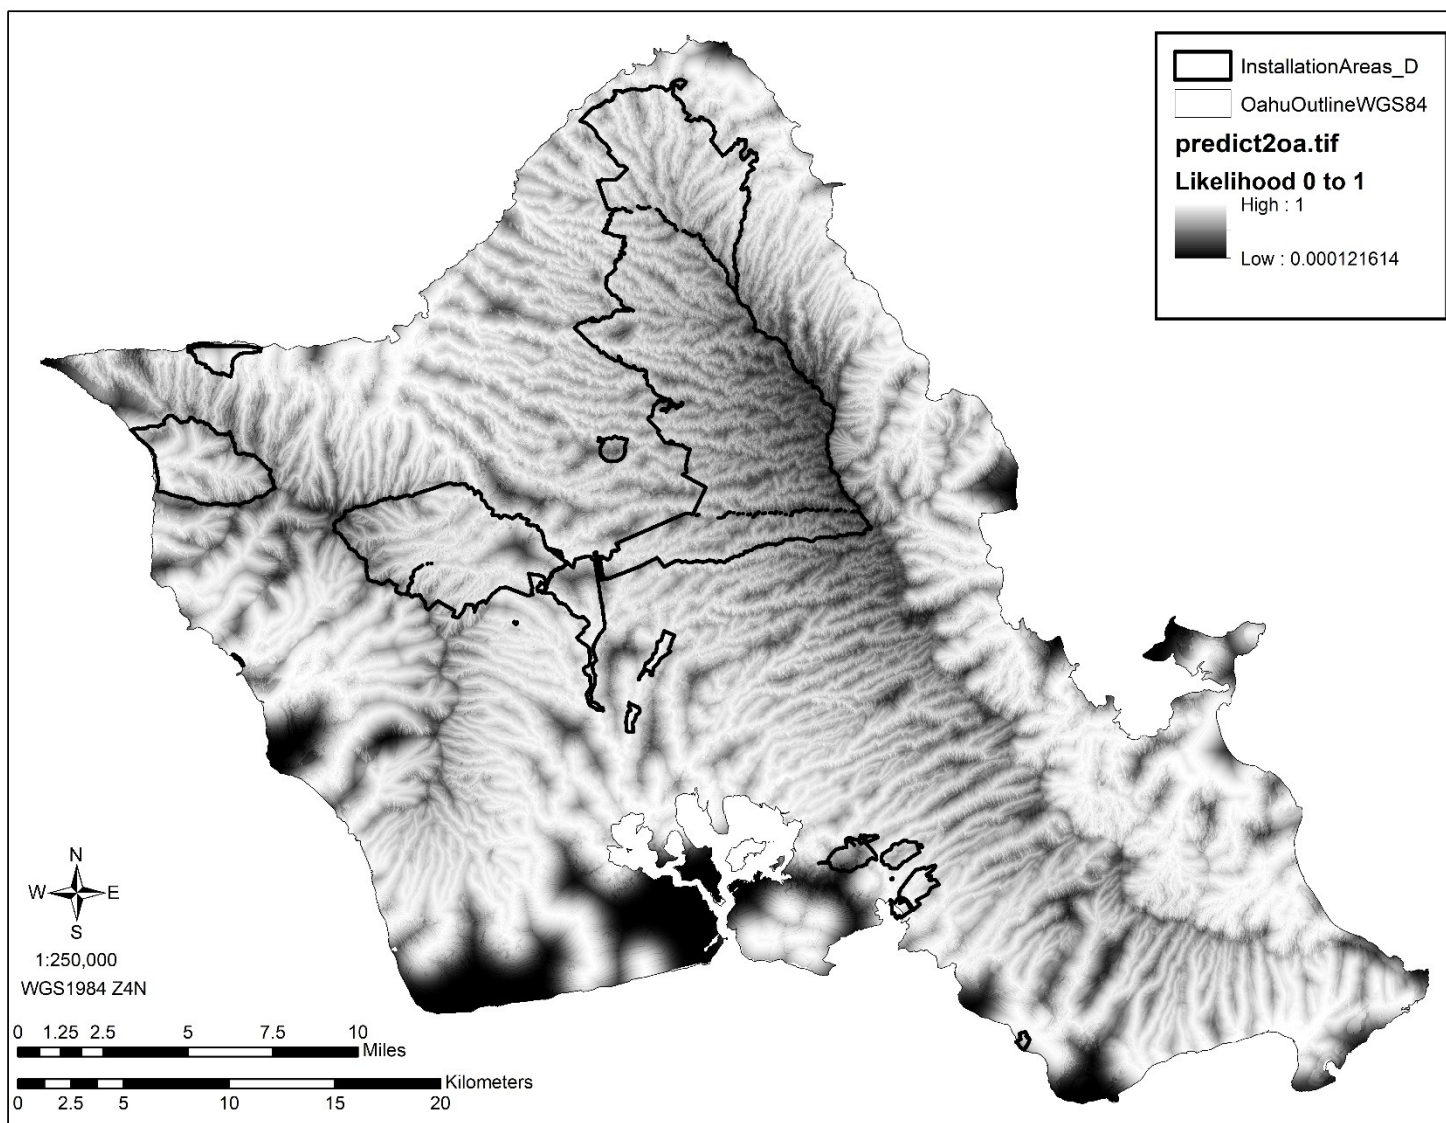 InstallationAreas_D
OahuOutlineWGS84
predict2oa.tif
Likelihood 0 to 1
High : 1
Low : 0.000121614
N
W E
S
1:250,000
WGS1984 Z4N
0 1.25 2.5 5 7.5 10
Miles
Kilometers
0 2.5 5 10 15 20